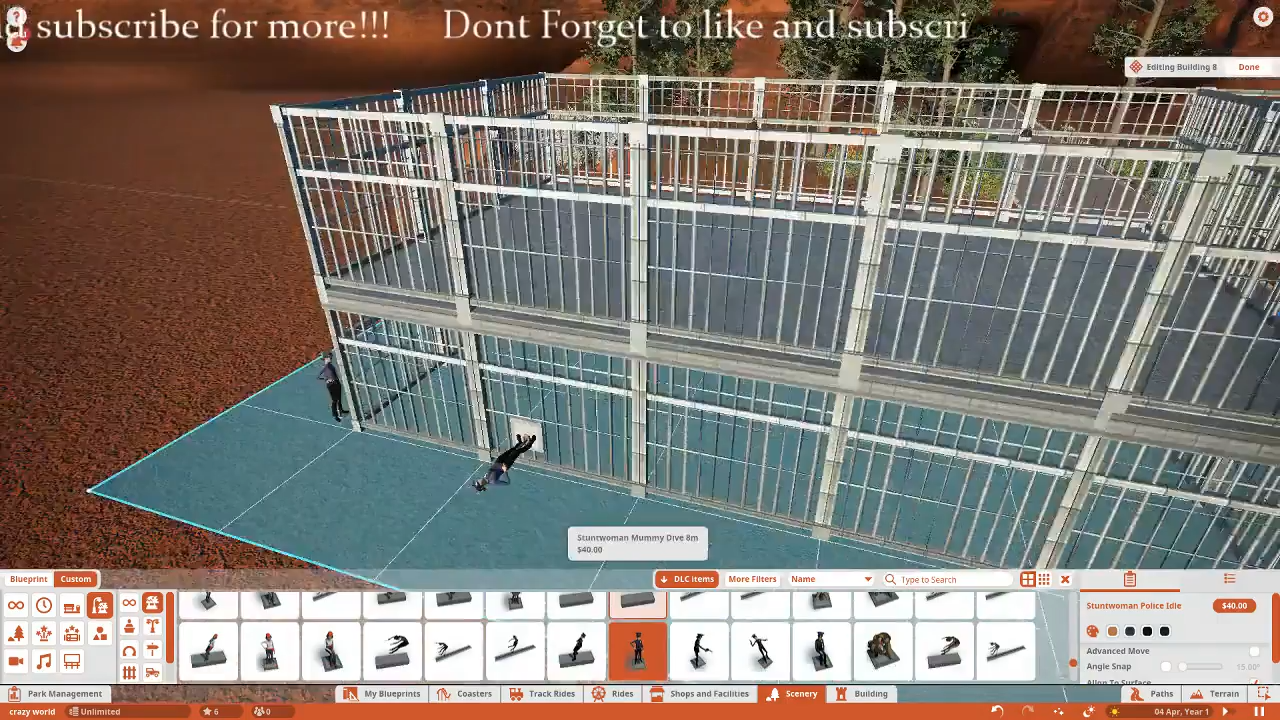 subscribe for more!!! Dont Forget to like and subscri
Editing Building 8 Done
Stuntwoman Mummy Dive 8m
$40.00
Blueprint Custom DLC items More Filters Name Type to Search
Stuntwoman Police Idle $40.00
Advanced Move
Angle Snap 15.00°
Align To Surface
Park Management My Blueprints Coasters Track Rides Rides Shops and Facilities Scenery Building Paths Terrain
crazy world Unlimited 6 0 04 Apr, Year 1